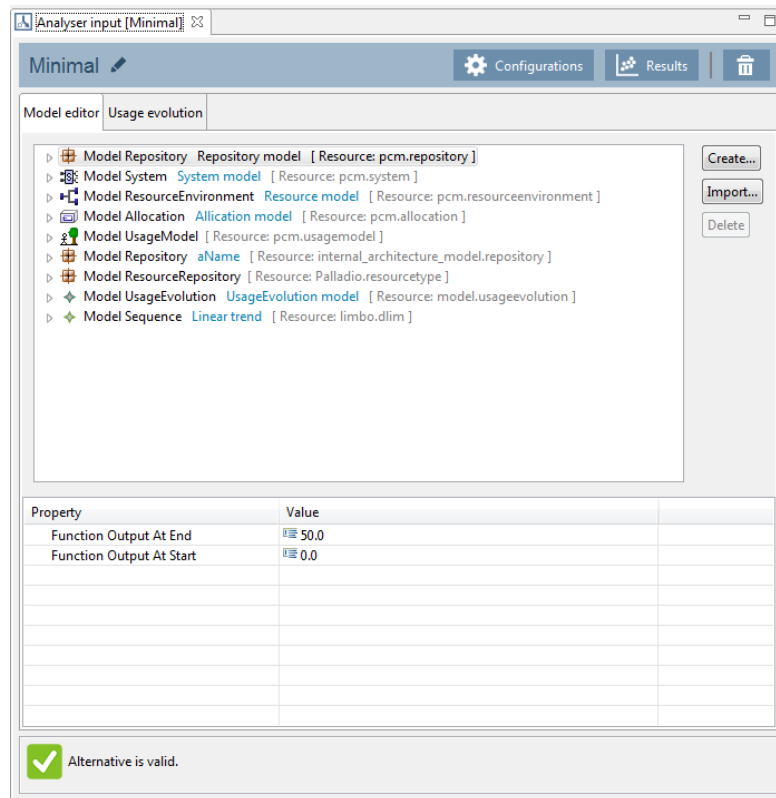 Analyser input [Minimal]
Minimal Configurations Results
Model editor Usage evolution
Model Repository Repository model [ Resource: pcm.repository ] Create...
Model System System model [ Resource: pcm.system ]
Model ResourceEnvironment Resource model [ Resource: pcm.resourceenvironment ] Import...
Model Allocation Allication model [ Resource: pcm.allocation ]
Model UsageModel [ Resource: pcm.usagemodel ] Delete
Model Repository aName [ Resource: internal_architecture_model.repository ]
Model ResourceRepository [ Resource: Palladio.resourcetype ]
Model UsageEvolution UsageEvolution model [ Resource: model.usageevolution ]
Model Sequence Linear trend [ Resource: limbo.dlim ]
Property Value
Function Output At End 50.0
Function Output At Start 0.0
Alternative is valid.